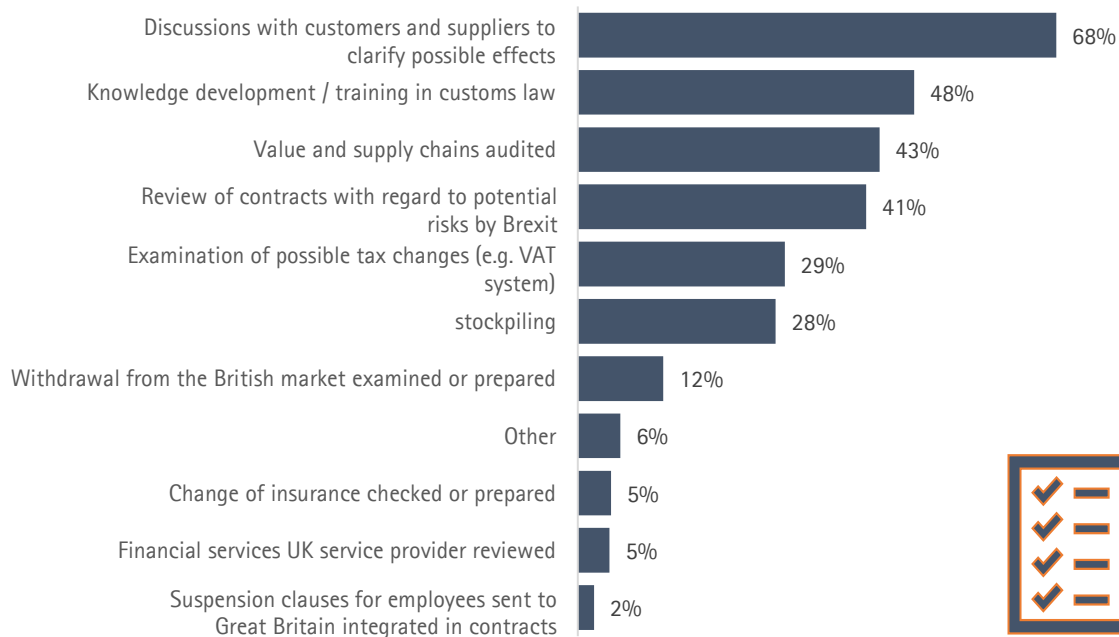 Discussions with customers and suppliers to
clarify possible effects
68%
Knowledge development / training in customs law
48%
Value and supply chains audited
43%
Review of contracts with regard to potential
risks by Brexit
41%
Examination of possible tax changes (e.g. VAT
system)
29%
stockpiling
28%
Withdrawal from the British market examined or prepared
12%
Other
6%
Change of insurance checked or prepared
5%
Financial services UK service provider reviewed
5%
Suspension clauses for employees sent to
Great Britain integrated in contracts
2%